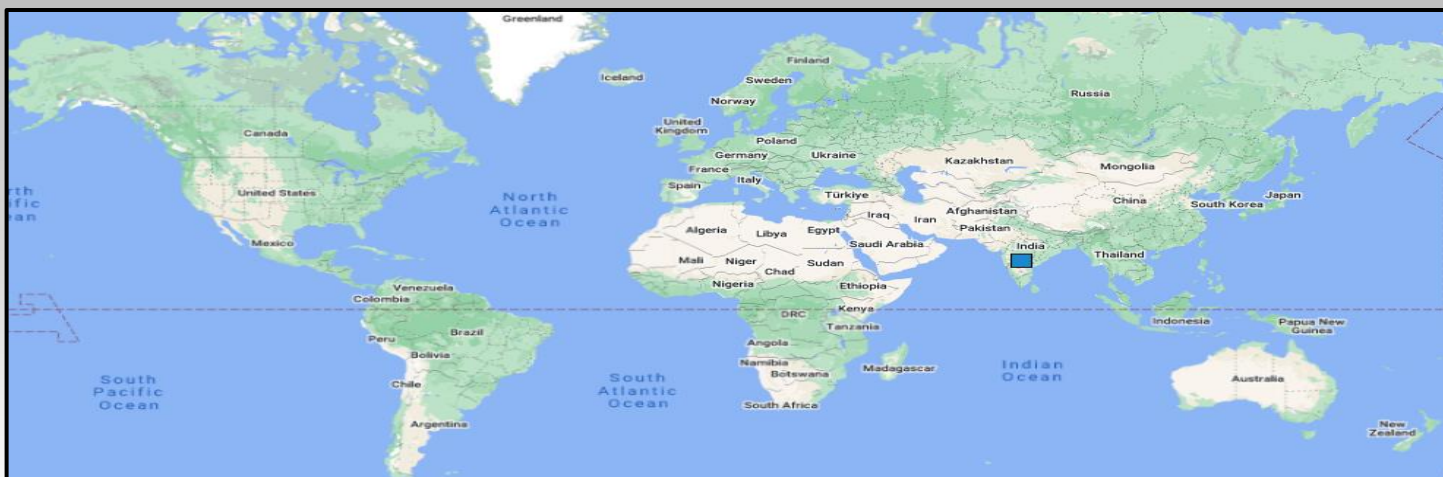 Greenland
Iceland
Finland
Sweden
Norway
Russia
United
Kingdom
Canada
Poland
Germany
Ukraine
France
Kazakhstan
Mongolia
Italy
Spain
Türkiye
United States
North
Atlantic
Ocean
rth
ific
ean
China
Japan
South Korea
Afghanistan
Iraq
Iran
Pakistan
Algeria
Libya
Egypt
Saudi Arabia
Mexico
India
Thailand
Mali
Niger
Sudan
Chad
Nigeria
Ethiopia
Venezuela
Colombia
Kenya
DRC
Tanzania
Indonesia
Papua New
Guinea
Brazil
Peru
Angola
Bolivia
Namibia
Botswana
Madagascar
Indian
Ocean
Australia
South
Pacific
Ocean
Chile
South
Atlantic
Ocean
South Africa
Argentina
New
Zealand